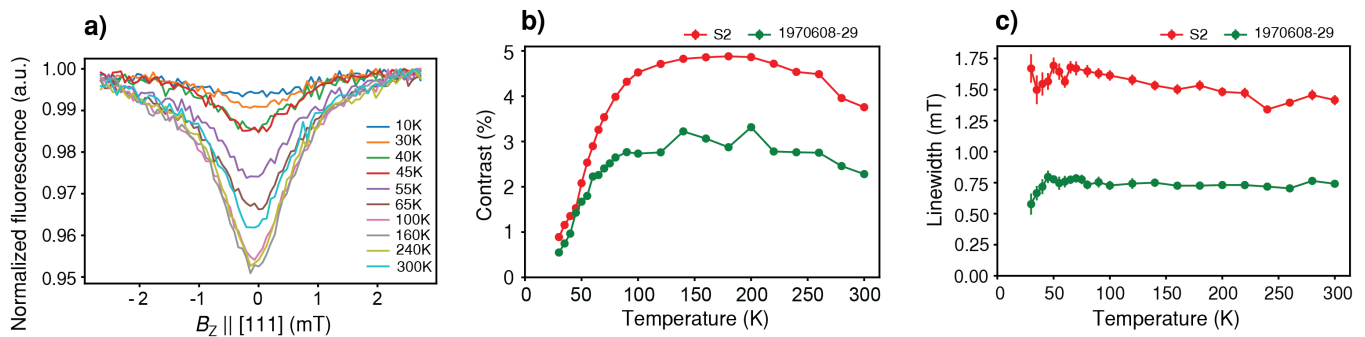 a)
Normalized fluorescence (a.u.)
1.00
0.99
0.98
0.97
0.96
0.95
10K
30K
40K
45K
55K
65K
100K
160K
240K
300K
- 2
-1
0
1
2
BZ || [111] (mT)
b)
S2
1970608-29
Contrast (%)
5
4
3
2
1
0
0
50
100
150
200
250
300
Temperature (K)
c)
S2
1970608-29
Linewidth (mT)
1.75
1.50
1.25
1.00
0.75
0.50
0.25
0.00
0
50
100
150
200
250
300
Temperature (K)